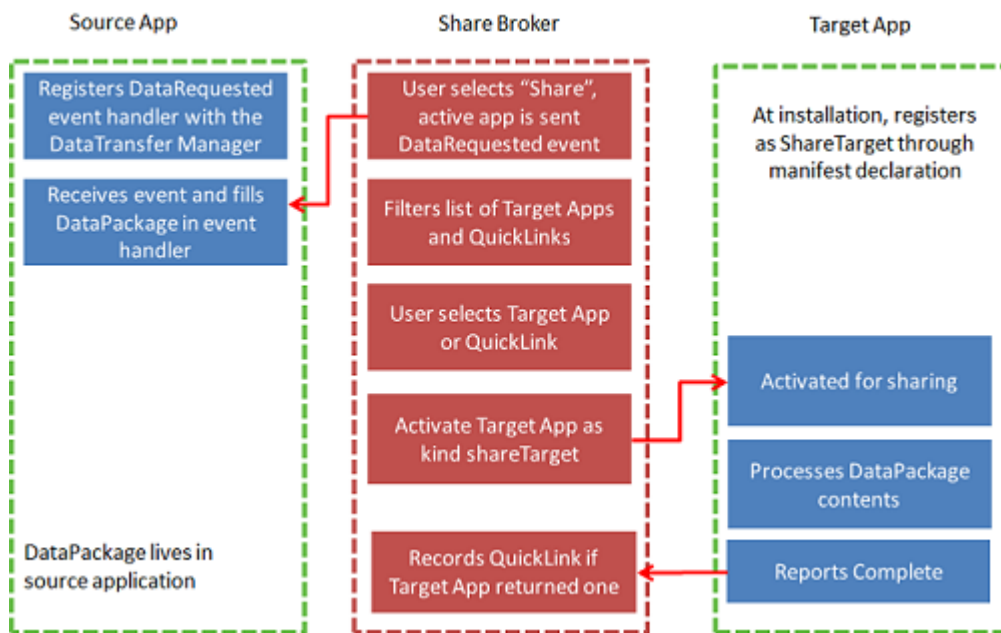 Source App
Share Broker
Target App
Registers DataRequested
event handler with the
DataTransfer Manager
Receives event and fills
DataPackage in event
handler
DataPackage lives in
source application
User selects “Share”,
active app is sent
DataRequested event
Filters list of Target Apps
and QuickLinks
User selects Target App
or QuickLink
Activate Target App as
kind shareTarget
Records QuickLink if
Target App returned one
At installation, registers
as ShareTarget through
manifest declaration
Activated for sharing
Processes DataPackage
contents
Reports Complete